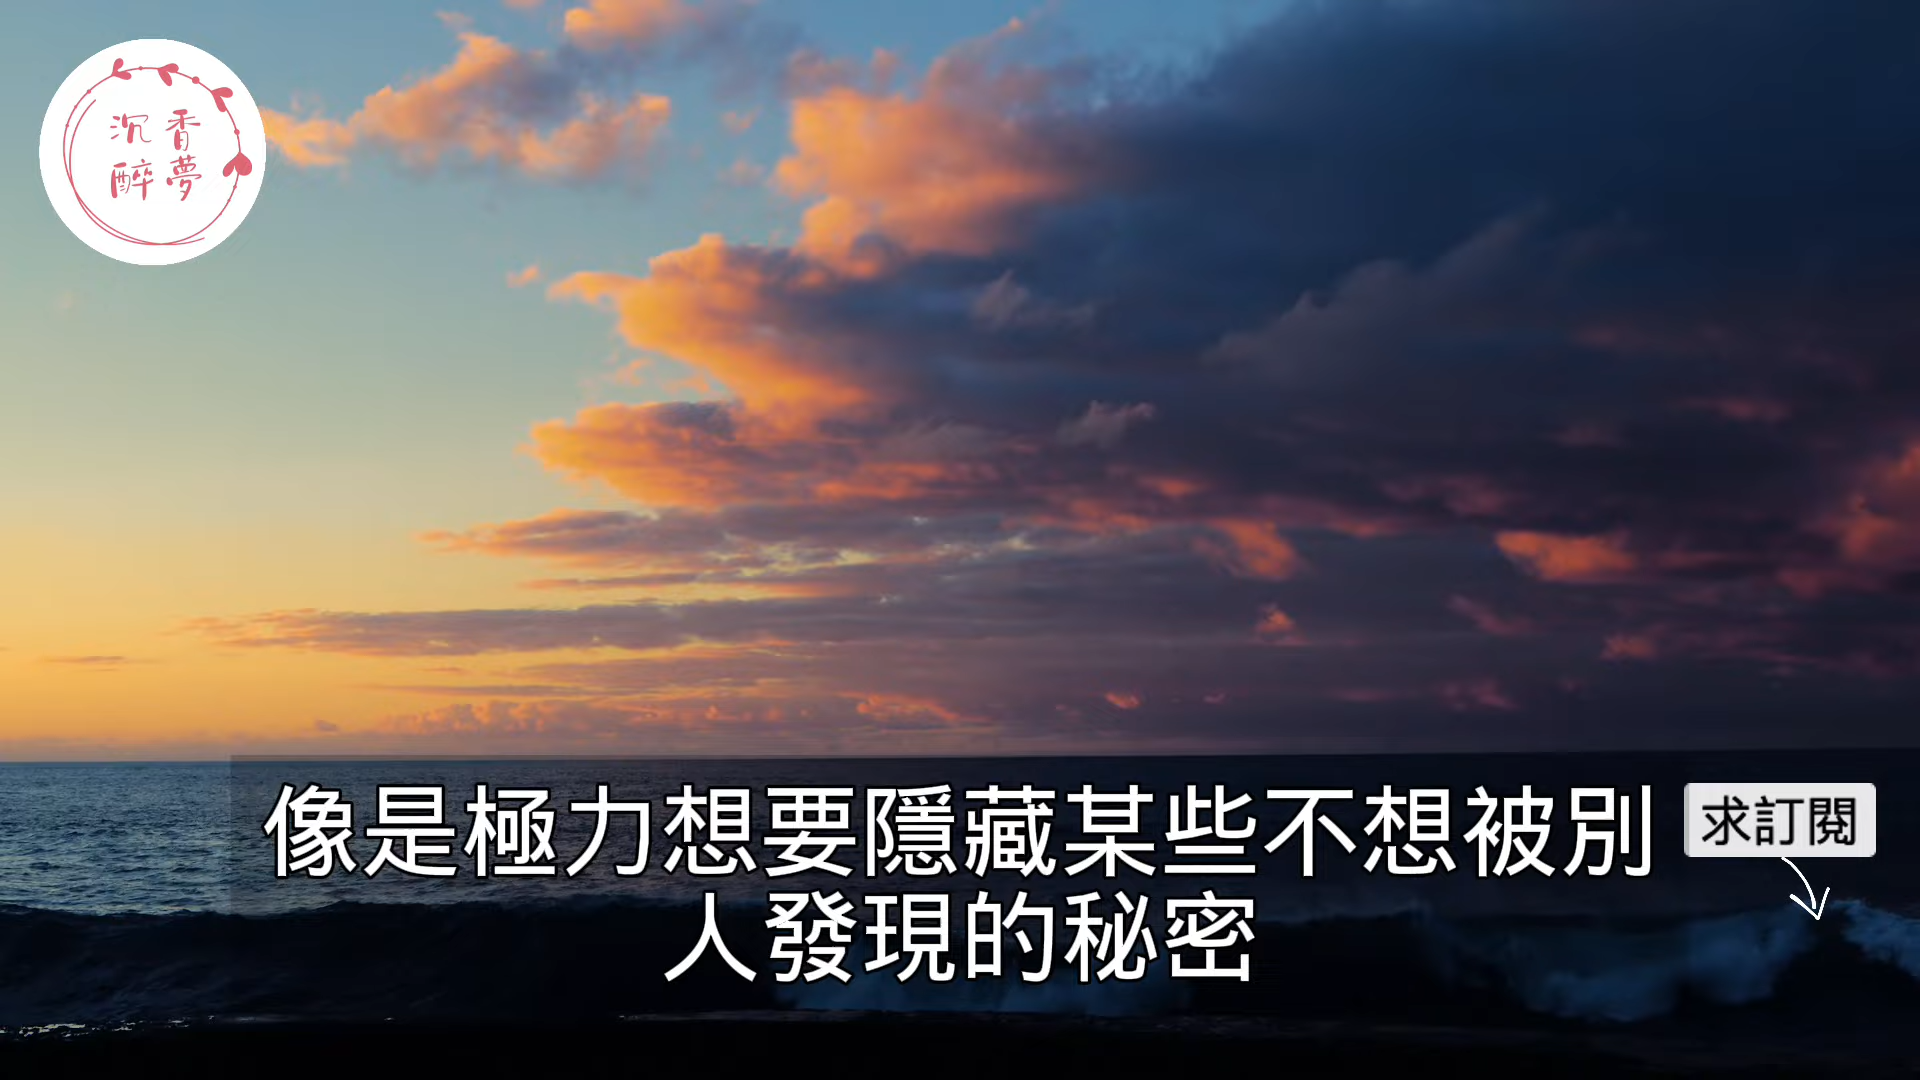 沉香
醉夢
像是極力想要隱藏某些不想被別
人發現的秘密
求訂閱